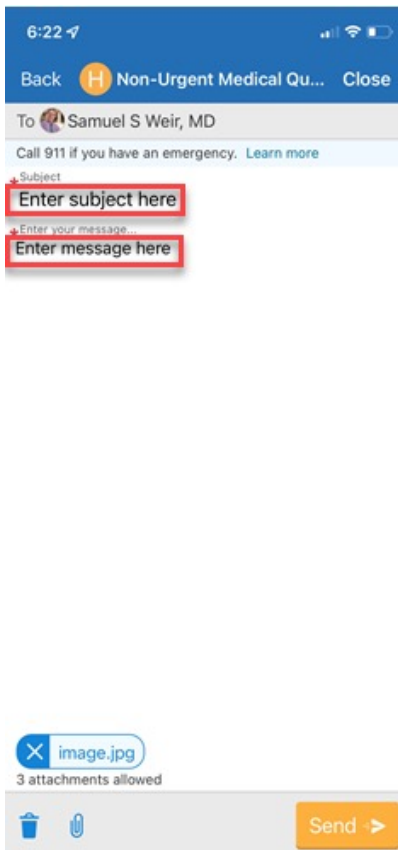 6:22
Back H Non-Urgent Medical Qu... Close
To Samuel S Weir, MD
Call 911 if you have an emergency. Learn more
Subject
Enter subject here
Enter your message...
Enter message here
image.jpg
3 attachments allowed
Send